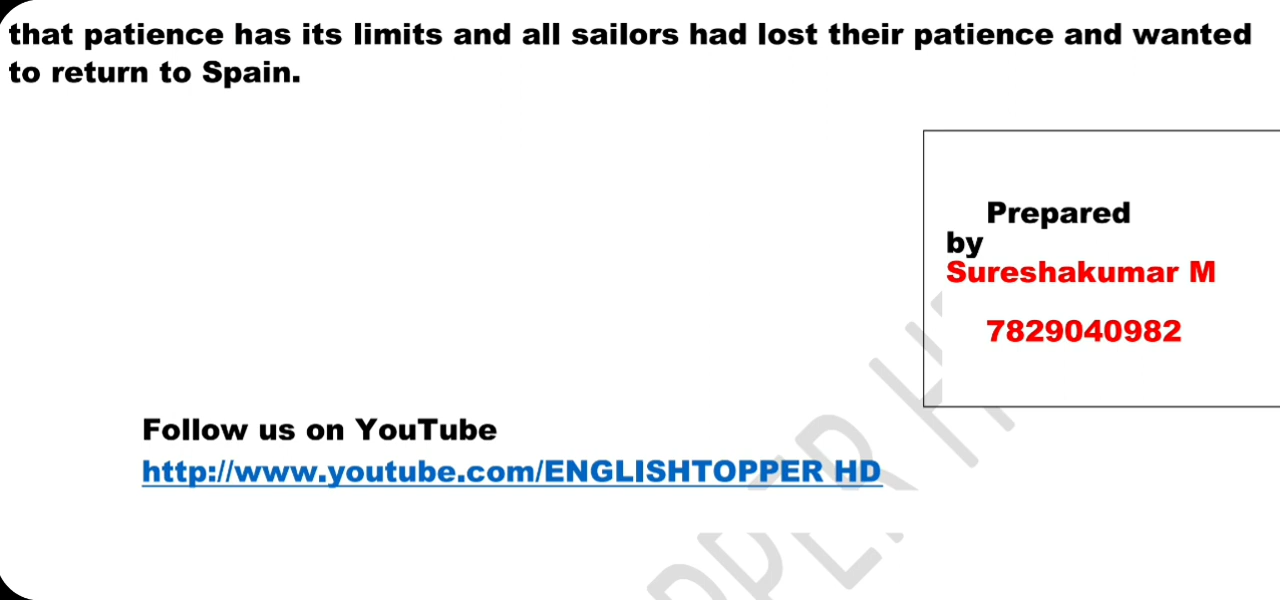 that patience has its limits and all sailors had lost their patience and wanted
to return to Spain.
Prepared
by
Sureshakumar M
7829040982
Follow us on YouTube
http://www.youtube.com/ENGLISHTOPPER HD